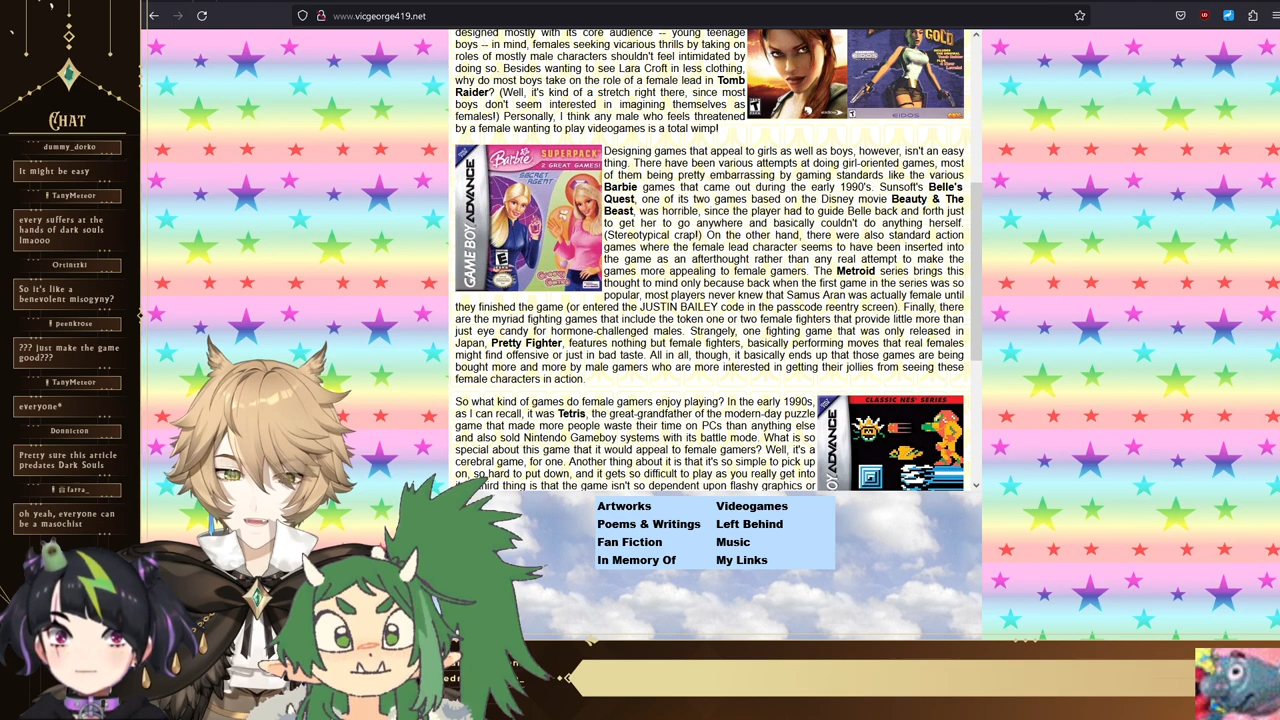 www.vicgeorge419.net
Chat
dummy_dorko
It might be easy
TanyMeteor
every suffers at the
hands of dark souls
lmaooo
Ortintzki
So it's like a
benevolent misogyny?
peenkrose
??? Just make the game
good???
TanyMeteor
everyone*
Donniction
Pretty sure this article
predates Dark Souls
farra_
oh yeah, everyone can
be a masochist
designed mostly with its core audience -- young teenage
boys -- in mind, females seeking vicarious thrills by taking on
roles of mostly male characters shouldn't feel intimidated by
doing so. Besides wanting to see Lara Croft in less clothing,
why do most boys take on the role of a female lead in Tomb
Raider? (Well, it's kind of a stretch right there, since most
boys don't seem interested in imagining themselves as
females!) Personally, I think any male who feels threatened
by a female wanting to play videogames is a total wimp!
GOLD
EIDOS
GAME BOY ADVANCE
Barbie
SUPERPACK
2 GREAT GAMES!
SECRET
AGENT
Designing games that appeal to girls as well as boys, however, isn't an easy
thing. There have been various attempts at doing girl-oriented games, most
of them being pretty embarrassing by gaming standards like the various
Barbie games that came out during the early 1990's. Sunsoft's Belle's
Quest, one of its two games based on the Disney movie Beauty & The
Beast, was horrible, since the player had to guide Belle back and forth just
to get her to go anywhere and basically couldn't do anything herself.
(Stereotypical crap!) On the other hand, there were also standard action
games where the female lead character seems to have been inserted into
the game as an afterthought rather than any real attempt to make the
games more appealing to female gamers. The Metroid series brings this
thought to mind only because back when the first game in the series was so
popular, most players never knew that Samus Aran was actually female until
they finished the game (or entered the JUSTIN BAILEY code in the passcode reentry screen). Finally, there
are the myriad fighting games that include the token one or two female fighters that provide little more than
just eye candy for hormone-challenged males. Strangely, one fighting game that was only released in
Japan, Pretty Fighter, features nothing but female fighters, basically performing moves that real females
might find offensive or just in bad taste. All in all, though, it basically ends up that those games are being
bought more and more by male gamers who are more interested in getting their jollies from seeing these
female characters in action.
So what kind of games do female gamers enjoy playing? In the early 1990s,
as I can recall, it was Tetris, the great-grandfather of the modern-day puzzle
game that made more people waste their time on PCs than anything else
and also sold Nintendo Gameboy systems with its battle mode. What is so
special about this game that it would appeal to female gamers? Well, it's a
cerebral game, for one. Another thing about it is that it's so simple to pick up
on, so hard to put down, and it gets so difficult to play as you really get into
third thing is that the game isn't so dependent upon flashy graphics or
CLASSIC NES SERIES
OY ADVANCE
Artworks
Videogames
Poems & Writings
Left Behind
Fan Fiction
Music
In Memory Of
My Links